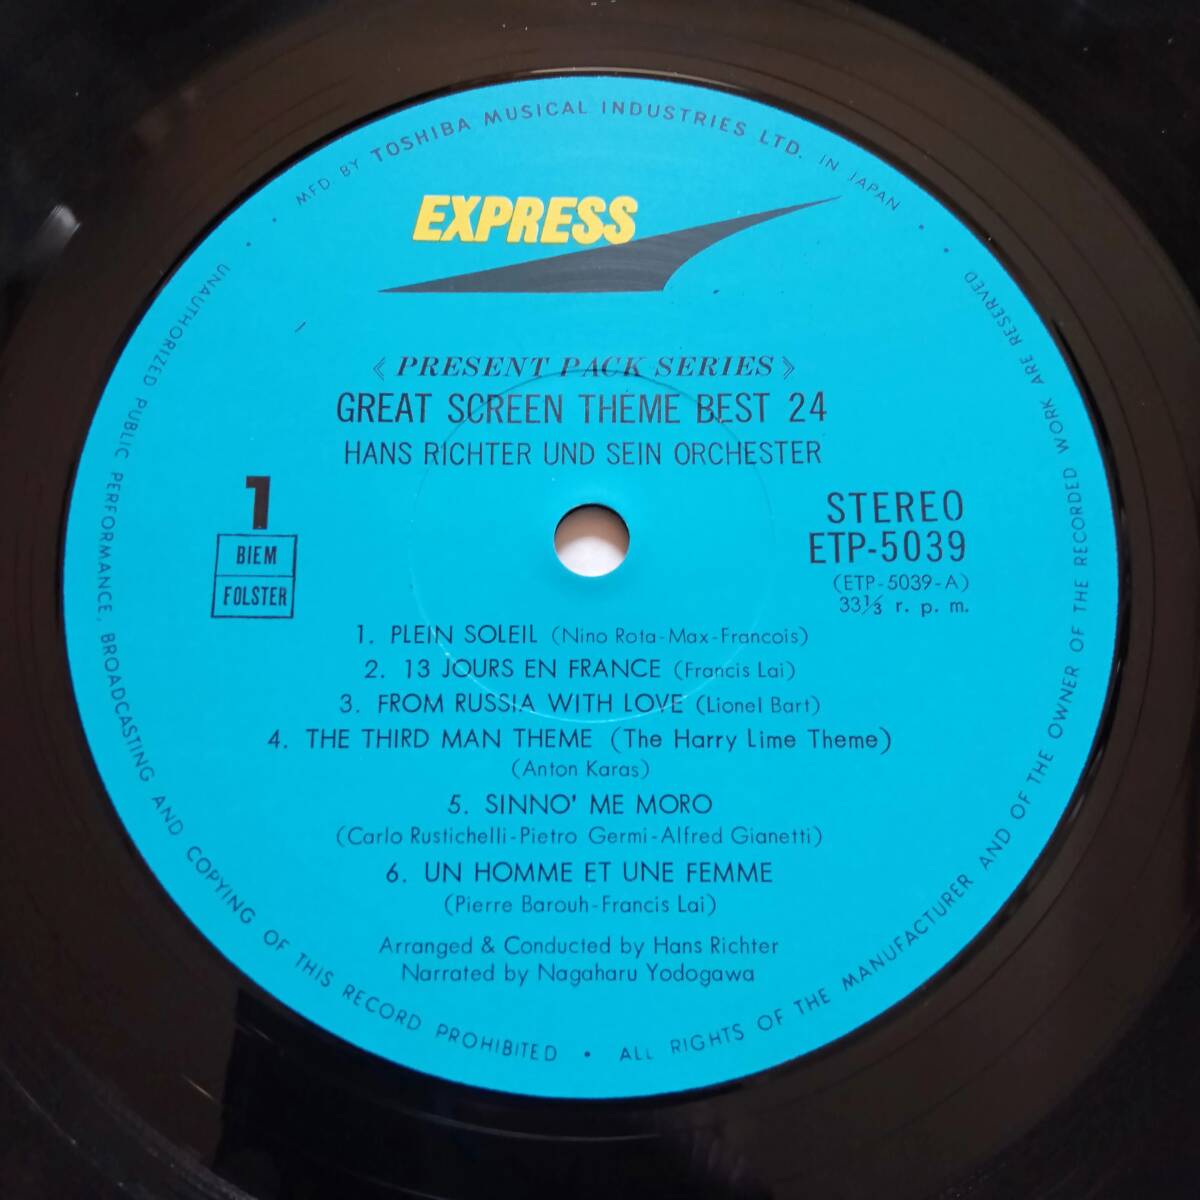 MFD. BY TOSHIBA MUSICAL INDUSTRIES LTD. IN JAPAN
EXPRESS
《PRESENT PACK SERIES》
GREAT SCREEN THEME BEST 24
HANS RICHTER UND SEIN ORCHESTER
1
BIEM
FOLSTER
STEREO
ETP-5039
(ETP-5039-A)
33⅓ r. p. m.
1. PLEIN SOLEIL (Nino Rota-Max-Francois)
2. 13 JOURS EN FRANCE (Francis Lai)
3. FROM RUSSIA WITH LOVE (Lionel Bart)
4. THE THIRD MAN THEME (The Harry Lime Theme)
(Anton Karas)
5. SINNO' ME MORO
(Carlo Rustichelli-Pietro Germi-Alfred Gianetti)
6. UN HOMME ET UNE FEMME
(Pierre Barouh-Francis Lai)
Arranged & Conducted by Hans Richter
Narrated by Nagaharu Yodogawa
UNAUTHORIZED PUBLIC PERFORMANCE, BROADCASTING AND COPYING OF THIS RECORD PROHIBITED • ALL RIGHTS OF THE MANUFACTURER AND OF THE OWNER OF THE RECORDED WORK ARE RESERVED